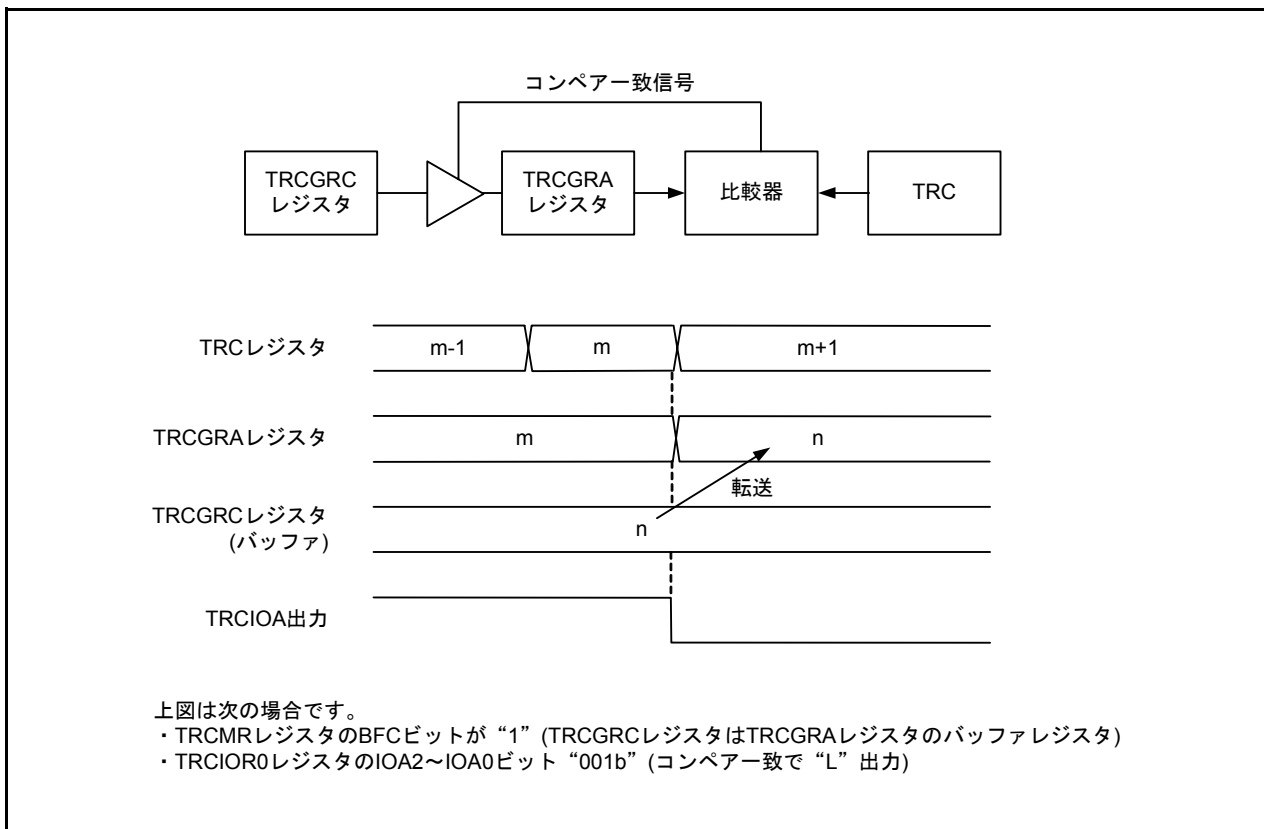 コンペアー致信号
TRCGRC
レジスタ
TRCGRA
レジスタ
比較器
TRC
TRCレジスタ
m-1
m
m+1
TRCGRAレジスタ
m
n
転送
TRCGRCレジスタ
(バッファ)
n
TRCIOA出力
上図は次の場合です。
・TRCMRレジスタのBFCビットが“1”(TRCGRCレジスタはTRCGRAレジスタのバッファレジスタ)
・TRCIOR0レジスタのIOA2～IOA0ビット“001b”(コンペアー致で“L”出力)